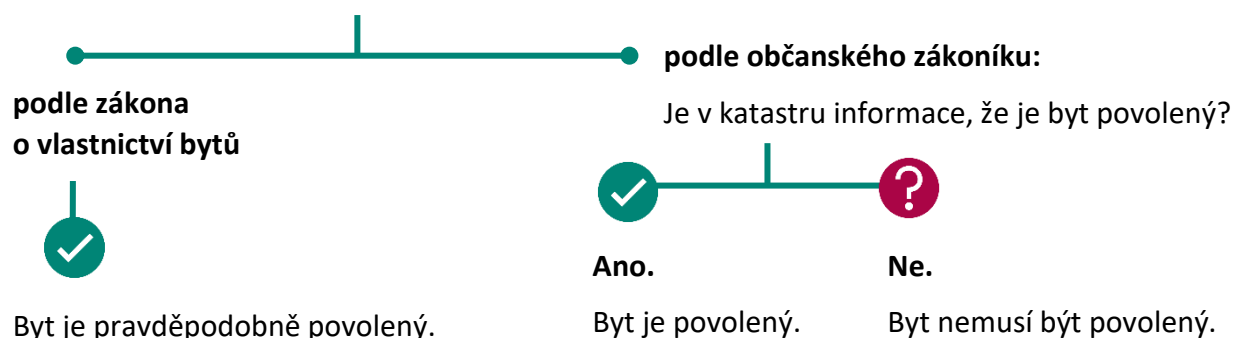 podle zákona
o vlastnictví bytů
Byt je pravděpodobně povolený.
podle občanského zákoníku:
Je v katastru informace, že je byt povolený?
Ano.
Byt je povolený.
Ne.
Byt nemusí být povolený.